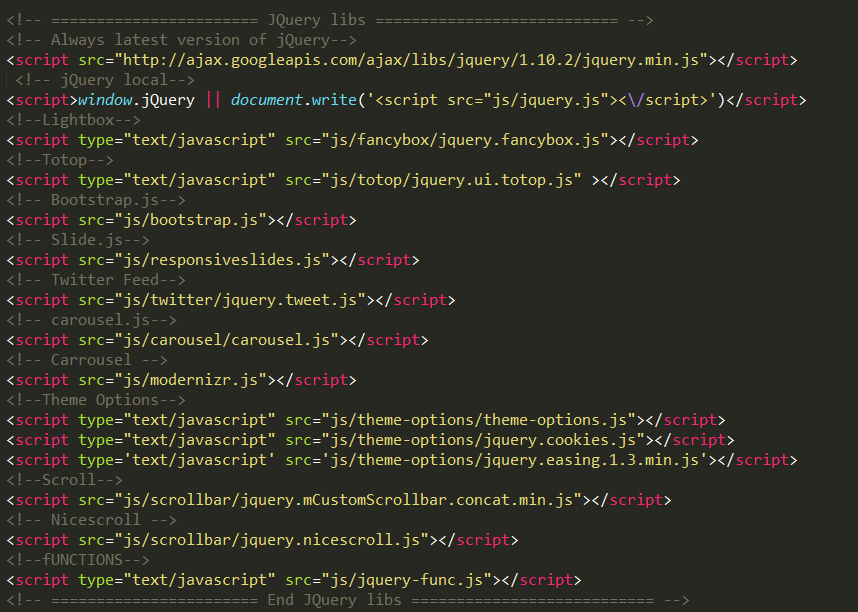 <!-- ======================= JQuery libs =========================== -->
<!-- Always latest version of jQuery-->
<script src="http://ajax.googleapis.com/ajax/libs/jquery/1.10.2/jquery.min.js"></script>
<!-- jQuery local-->
<script>window.jQuery || document.write('<script src="js/jquery.js"><\/script>')</script>
<!--Lightbox-->
<script type="text/javascript" src="js/fancybox/jquery.fancybox.js"></script>
<!--Totop-->
<script type="text/javascript" src="js/totop/jquery.ui.totop.js" ></script>
<!-- Bootstrap.js-->
<script src="js/bootstrap.js"></script>
<!-- Slide.js-->
<script src="js/responsiveslides.js"></script>
<!-- Twitter Feed-->
<script src="js/twitter/jquery.tweet.js"></script>
<!-- carousel.js-->
<script src="js/carousel/carousel.js"></script>
<!-- Carrousel -->
<script src="js/modernizr.js"></script>
<!--Theme Options-->
<script type="text/javascript" src="js/theme-options/theme-options.js"></script>
<script type="text/javascript" src="js/theme-options/jquery.cookies.js"></script>
<script type='text/javascript' src='js/theme-options/jquery.easing.1.3.min.js'></script>
<!--Scroll-->
<script src="js/scrollbar/jquery.mCustomScrollbar.concat.min.js"></script>
<!-- Nicescroll -->
<script src="js/scrollbar/jquery.nicescroll.js"></script>
<!--fUNCTIONS-->
<script type="text/javascript" src="js/jquery-func.js"></script>
<!-- ======================= End JQuery libs =========================== -->